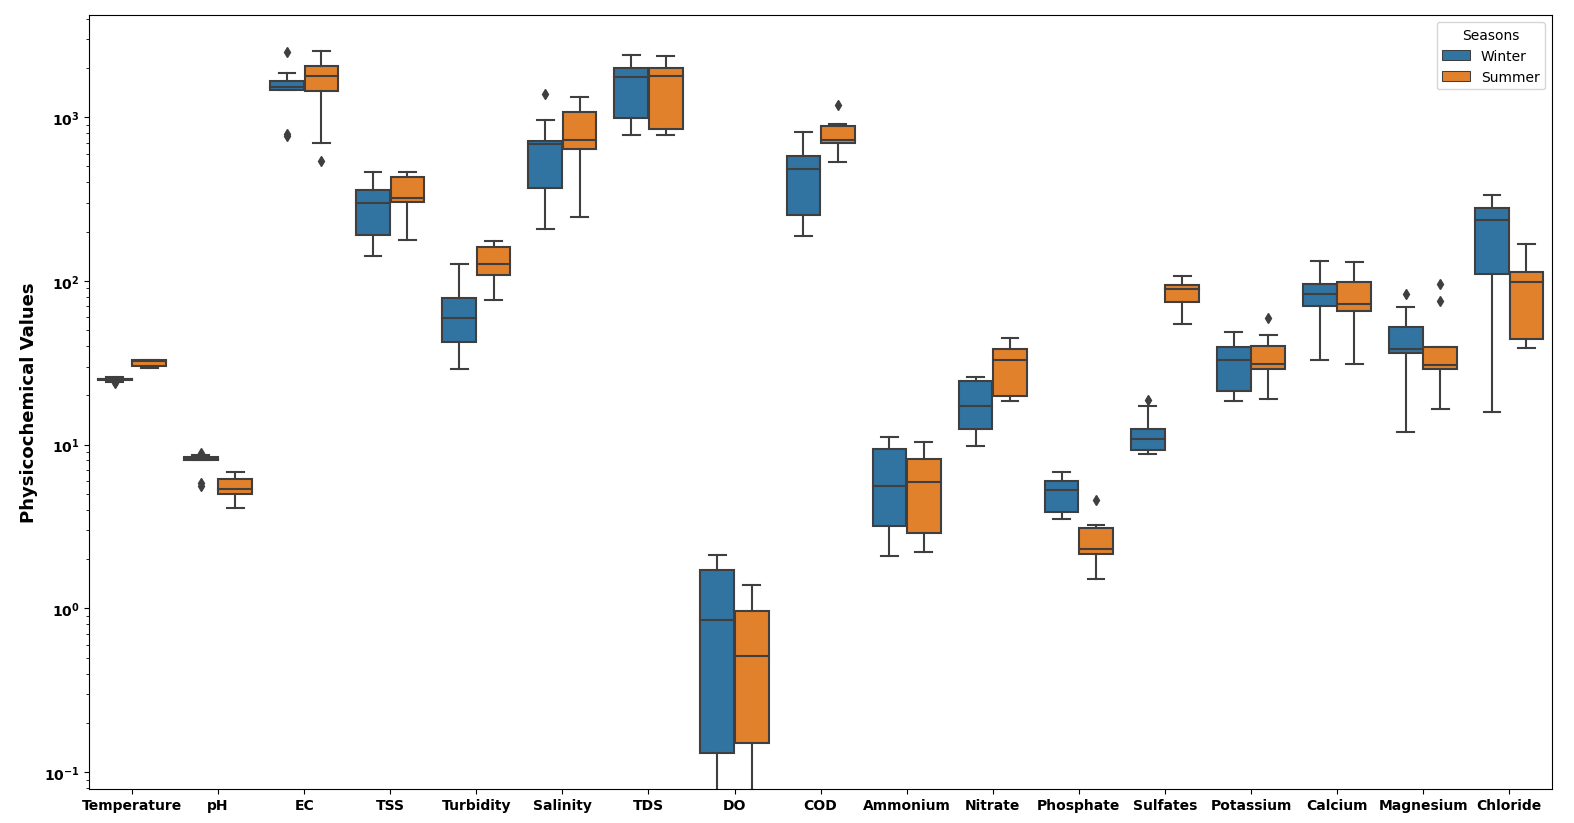 Seasons
Winter
Summer
Physicochemical Values
10³
10²
10¹
10⁰
10⁻¹
Temperature pH EC TSS Turbidity Salinity TDS DO COD Ammonium Nitrate Phosphate Sulfates Potassium Calcium Magnesium Chloride